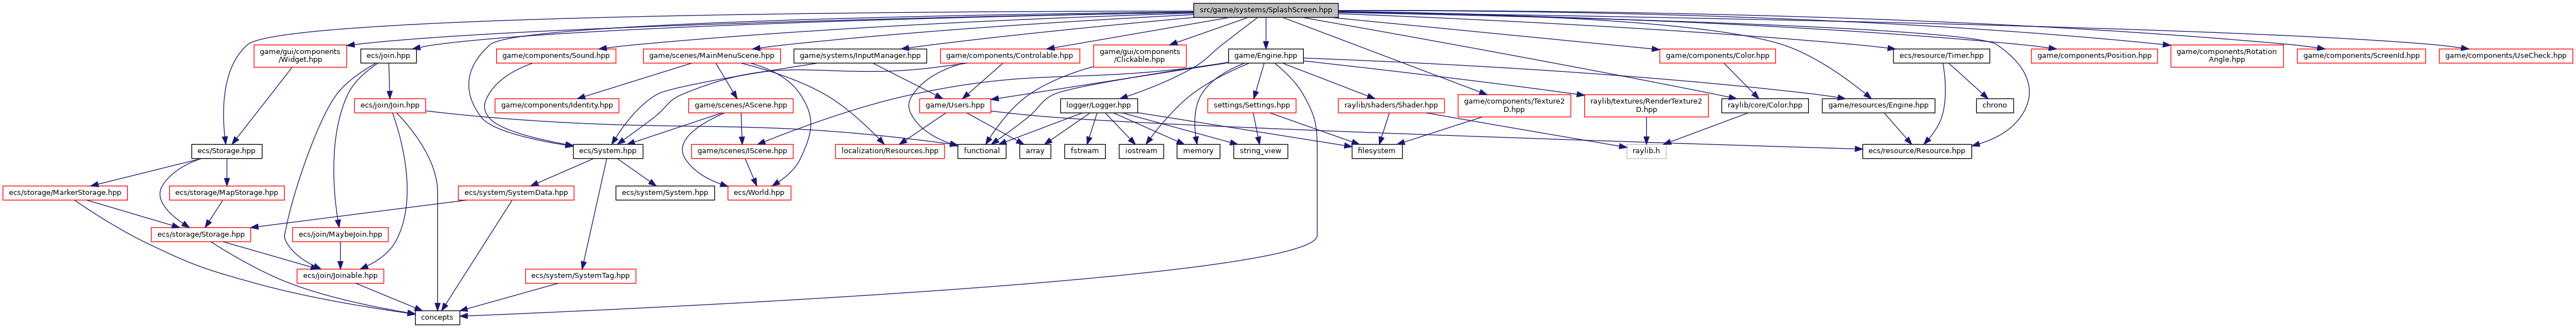 src/game/systems/SplashScreen.hpp
game/gui/components
/Widget.hpp
ecs/join.hpp
game/components/Sound.hpp
game/scenes/MainMenuScene.hpp
game/systems/InputManager.hpp
game/components/Controlable.hpp
game/gui/components
/Clickable.hpp
game/Engine.hpp
game/components/Color.hpp
ecs/resource/Timer.hpp
game/components/Position.hpp
game/components/Rotation
Angle.hpp
game/components/ScreenId.hpp
game/components/UseCheck.hpp
ecs/join/Join.hpp
game/components/Identity.hpp
game/scenes/AScene.hpp
game/Users.hpp
logger/Logger.hpp
settings/Settings.hpp
raylib/shaders/Shader.hpp
game/components/Texture2
D.hpp
raylib/textures/RenderTexture2
D.hpp
raylib/core/Color.hpp
game/resources/Engine.hpp
chrono
ecs/Storage.hpp
ecs/System.hpp
game/scenes/IScene.hpp
localization/Resources.hpp
functional
array
fstream
iostream
memory
string_view
filesystem
raylib.h
ecs/resource/Resource.hpp
ecs/storage/MarkerStorage.hpp
ecs/storage/MapStorage.hpp
ecs/system/SystemData.hpp
ecs/system/System.hpp
ecs/World.hpp
ecs/storage/Storage.hpp
ecs/join/MaybeJoin.hpp
ecs/join/Joinable.hpp
ecs/system/SystemTag.hpp
concepts